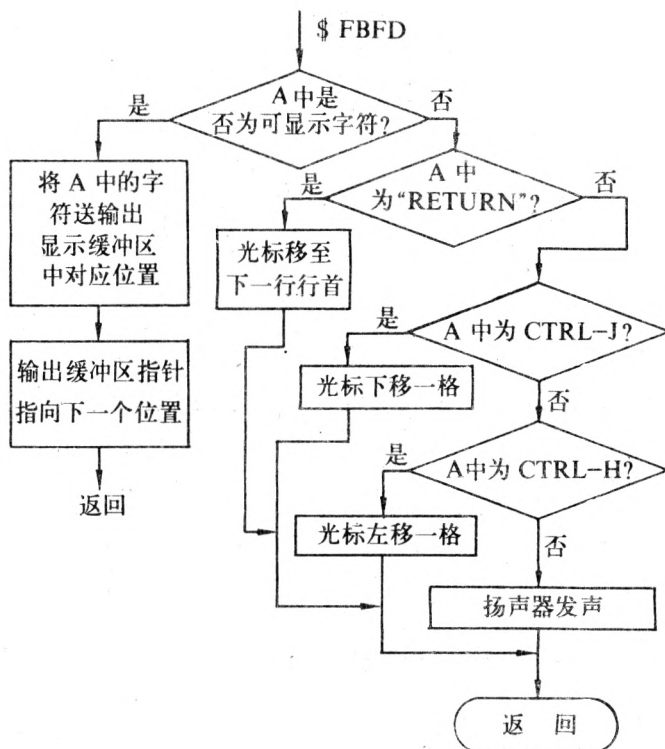 $ FBFD
A 中是
否为可显示字符?
是
否
将 A 中的字
符送输出
显示缓冲区
中对应位置
输出缓冲区指针
指向下一个位置
返回
A 中
为“RETURN”?
是
否
光标移至
下一行行首
A 中为 CTRL-J?
是
否
光标下移一格
A中为 CTRL-H?
是
否
光标左移一格
扬声器发声
返 回